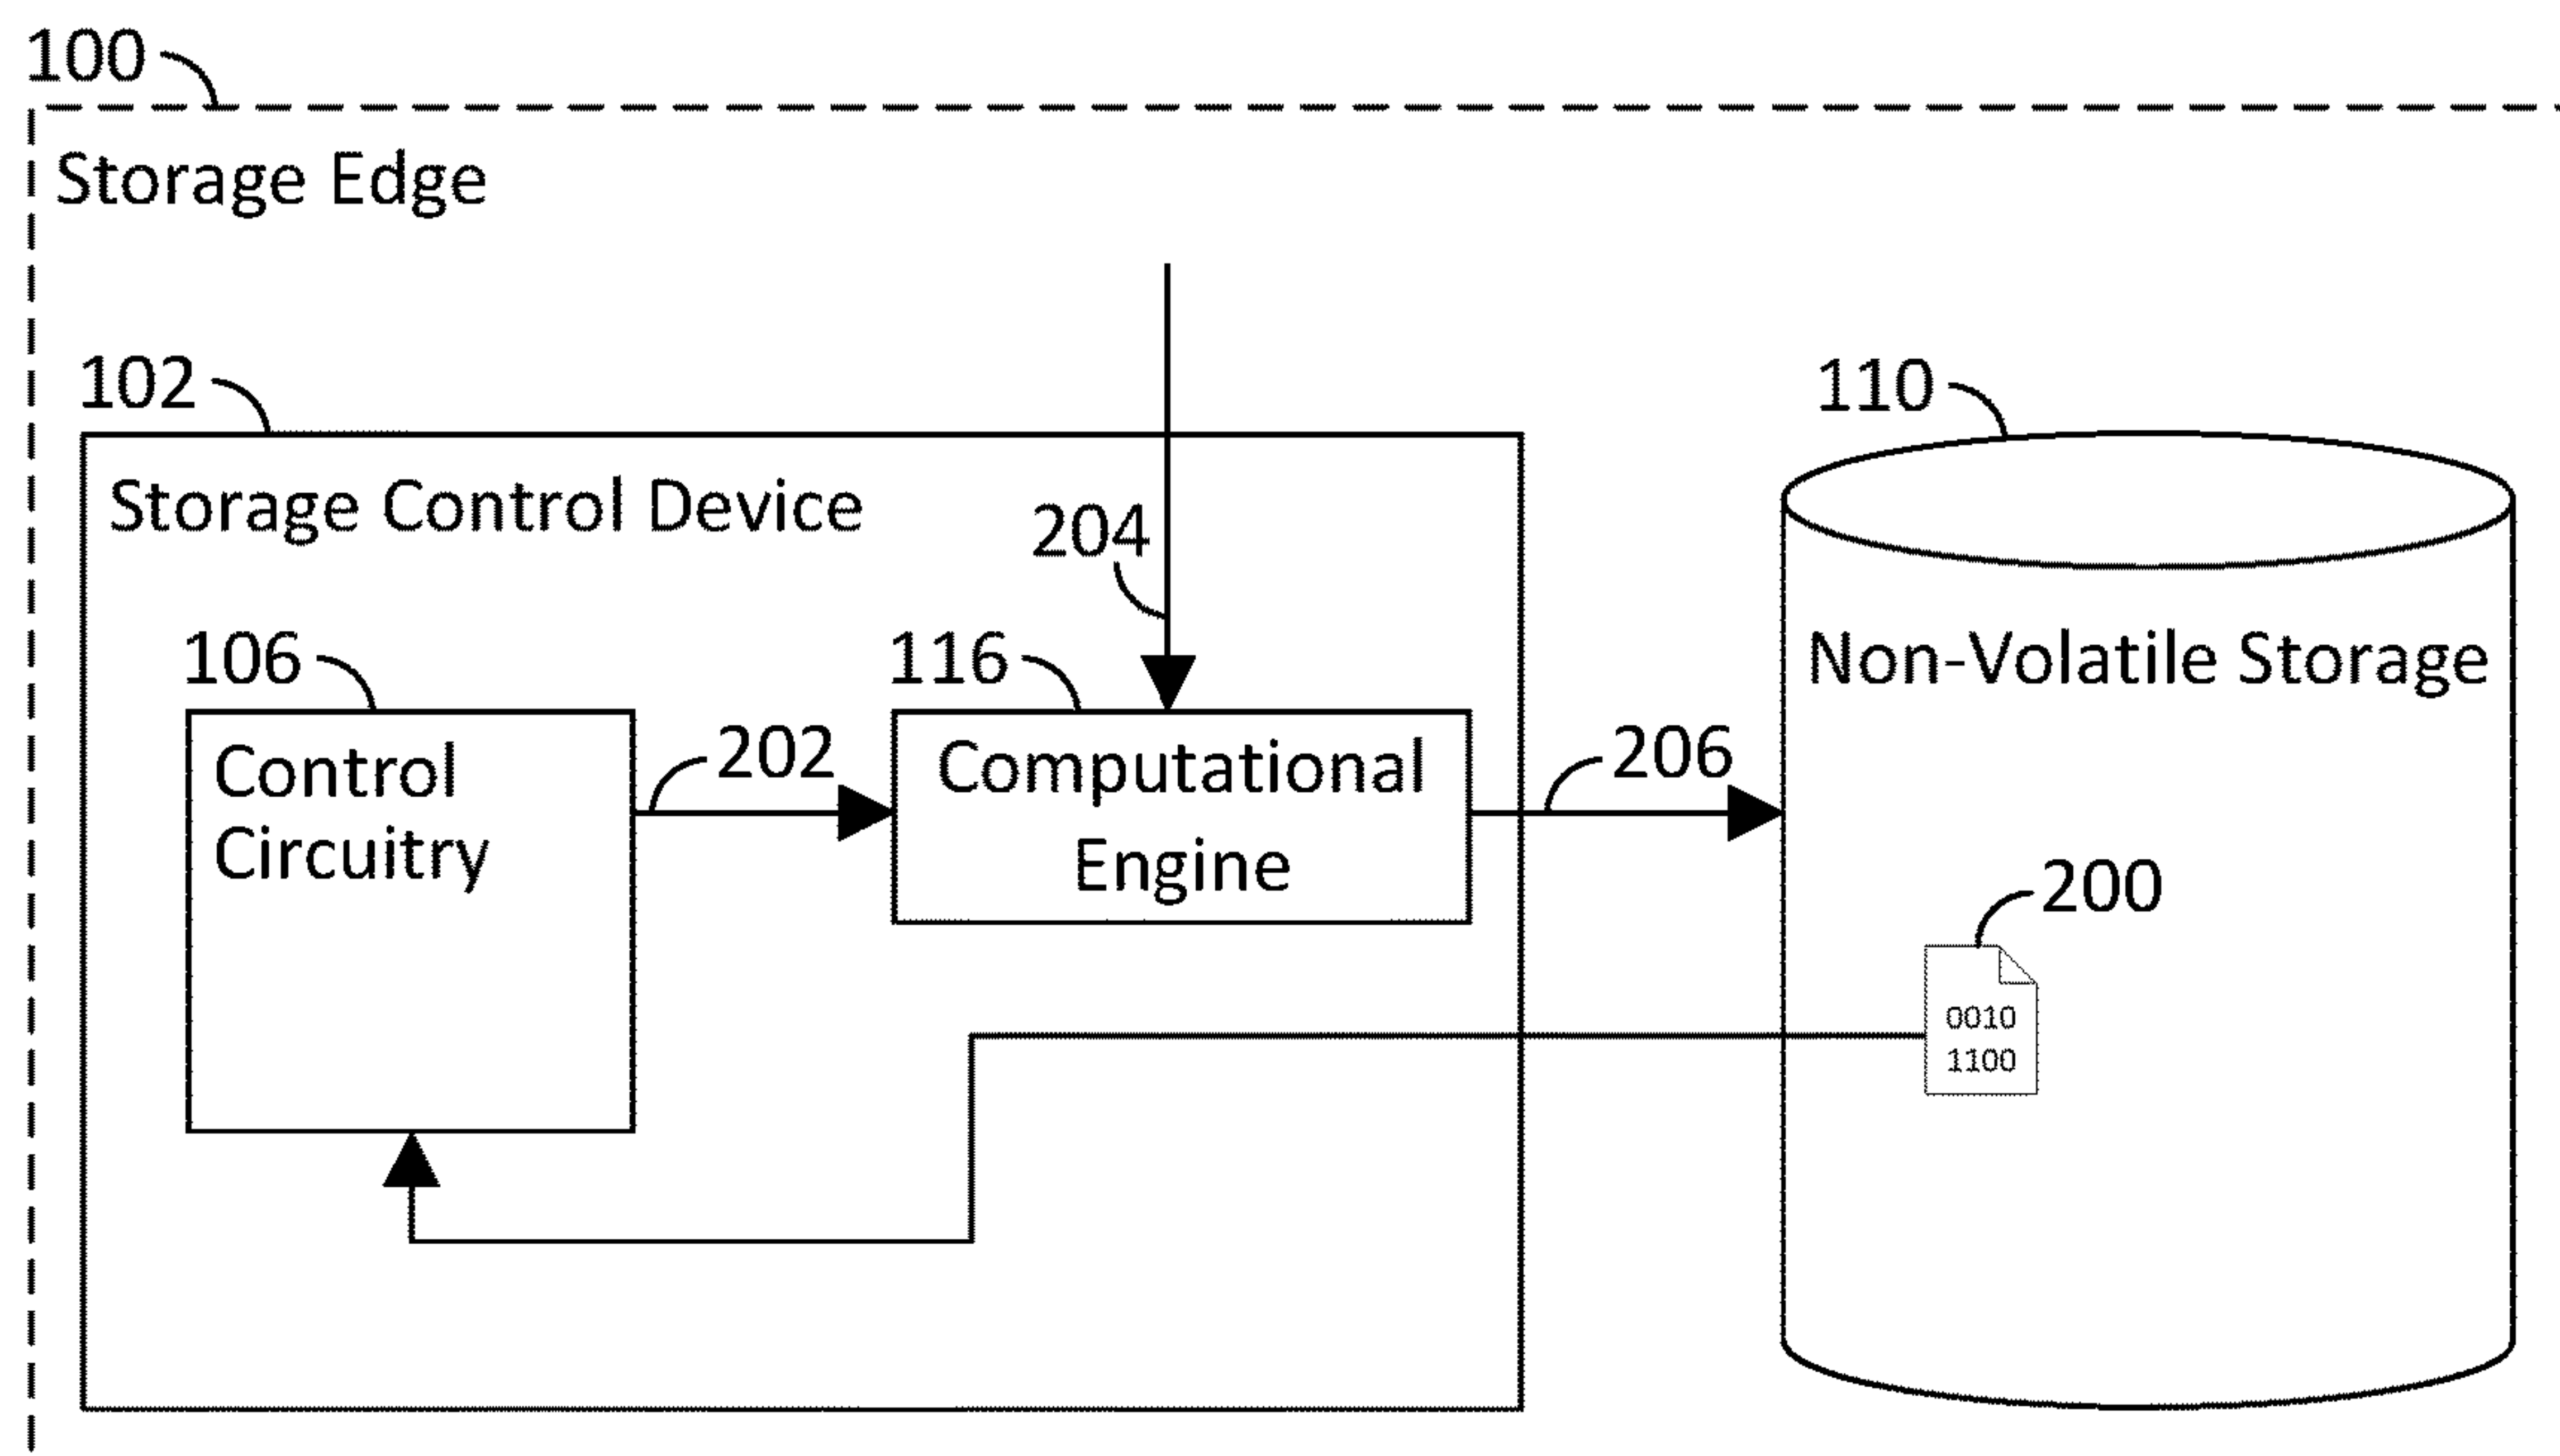 100
Storage Edge
102
110
Storage Control Device
204
106
116
Non-Volatile Storage
Control
Circuitry
202
Computational
Engine
206
200
0010
1100